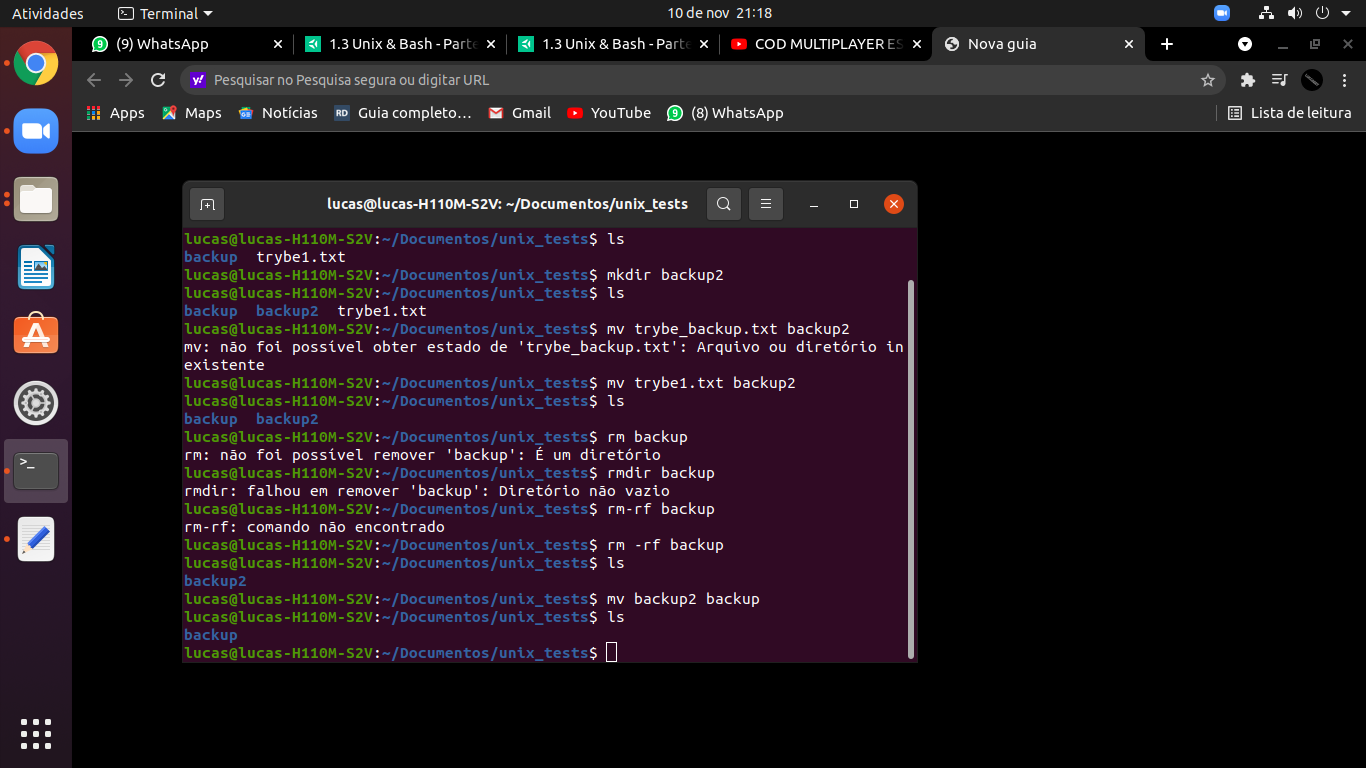 Atividades
Terminal
10 de nov 21:18
(9) WhatsApp
1.3 Unix & Bash - Parte
1.3 Unix & Bash - Parte
COD MULTIPLAYER ES
Nova guia
Pesquisar no Pesquisa segura ou digitar URL
Apps
Maps
Notícias
RD Guia completo…
Gmail
YouTube
(8) WhatsApp
Lista de leitura
lucas@lucas-H110M-S2V: ~/Documentos/unix_tests
lucas@lucas-H110M-S2V:~/Documentos/unix_tests$ ls
backup  trybe1.txt
lucas@lucas-H110M-S2V:~/Documentos/unix_tests$ mkdir backup2
lucas@lucas-H110M-S2V:~/Documentos/unix_tests$ ls
backup  backup2  trybe1.txt
lucas@lucas-H110M-S2V:~/Documentos/unix_tests$ mv trybe_backup.txt backup2
mv: não foi possível obter estado de 'trybe_backup.txt': Arquivo ou diretório in
existente
lucas@lucas-H110M-S2V:~/Documentos/unix_tests$ mv trybe1.txt backup2
lucas@lucas-H110M-S2V:~/Documentos/unix_tests$ ls
backup  backup2
lucas@lucas-H110M-S2V:~/Documentos/unix_tests$ rm backup
rm: não foi possível remover 'backup': É um diretório
lucas@lucas-H110M-S2V:~/Documentos/unix_tests$ rmdir backup
rmdir: falhou em remover 'backup': Diretório não vazio
lucas@lucas-H110M-S2V:~/Documentos/unix_tests$ rm-rf backup
rm-rf: comando não encontrado
lucas@lucas-H110M-S2V:~/Documentos/unix_tests$ rm -rf backup
lucas@lucas-H110M-S2V:~/Documentos/unix_tests$ ls
backup2
lucas@lucas-H110M-S2V:~/Documentos/unix_tests$ mv backup2 backup
lucas@lucas-H110M-S2V:~/Documentos/unix_tests$ ls
backup
lucas@lucas-H110M-S2V:~/Documentos/unix_tests$